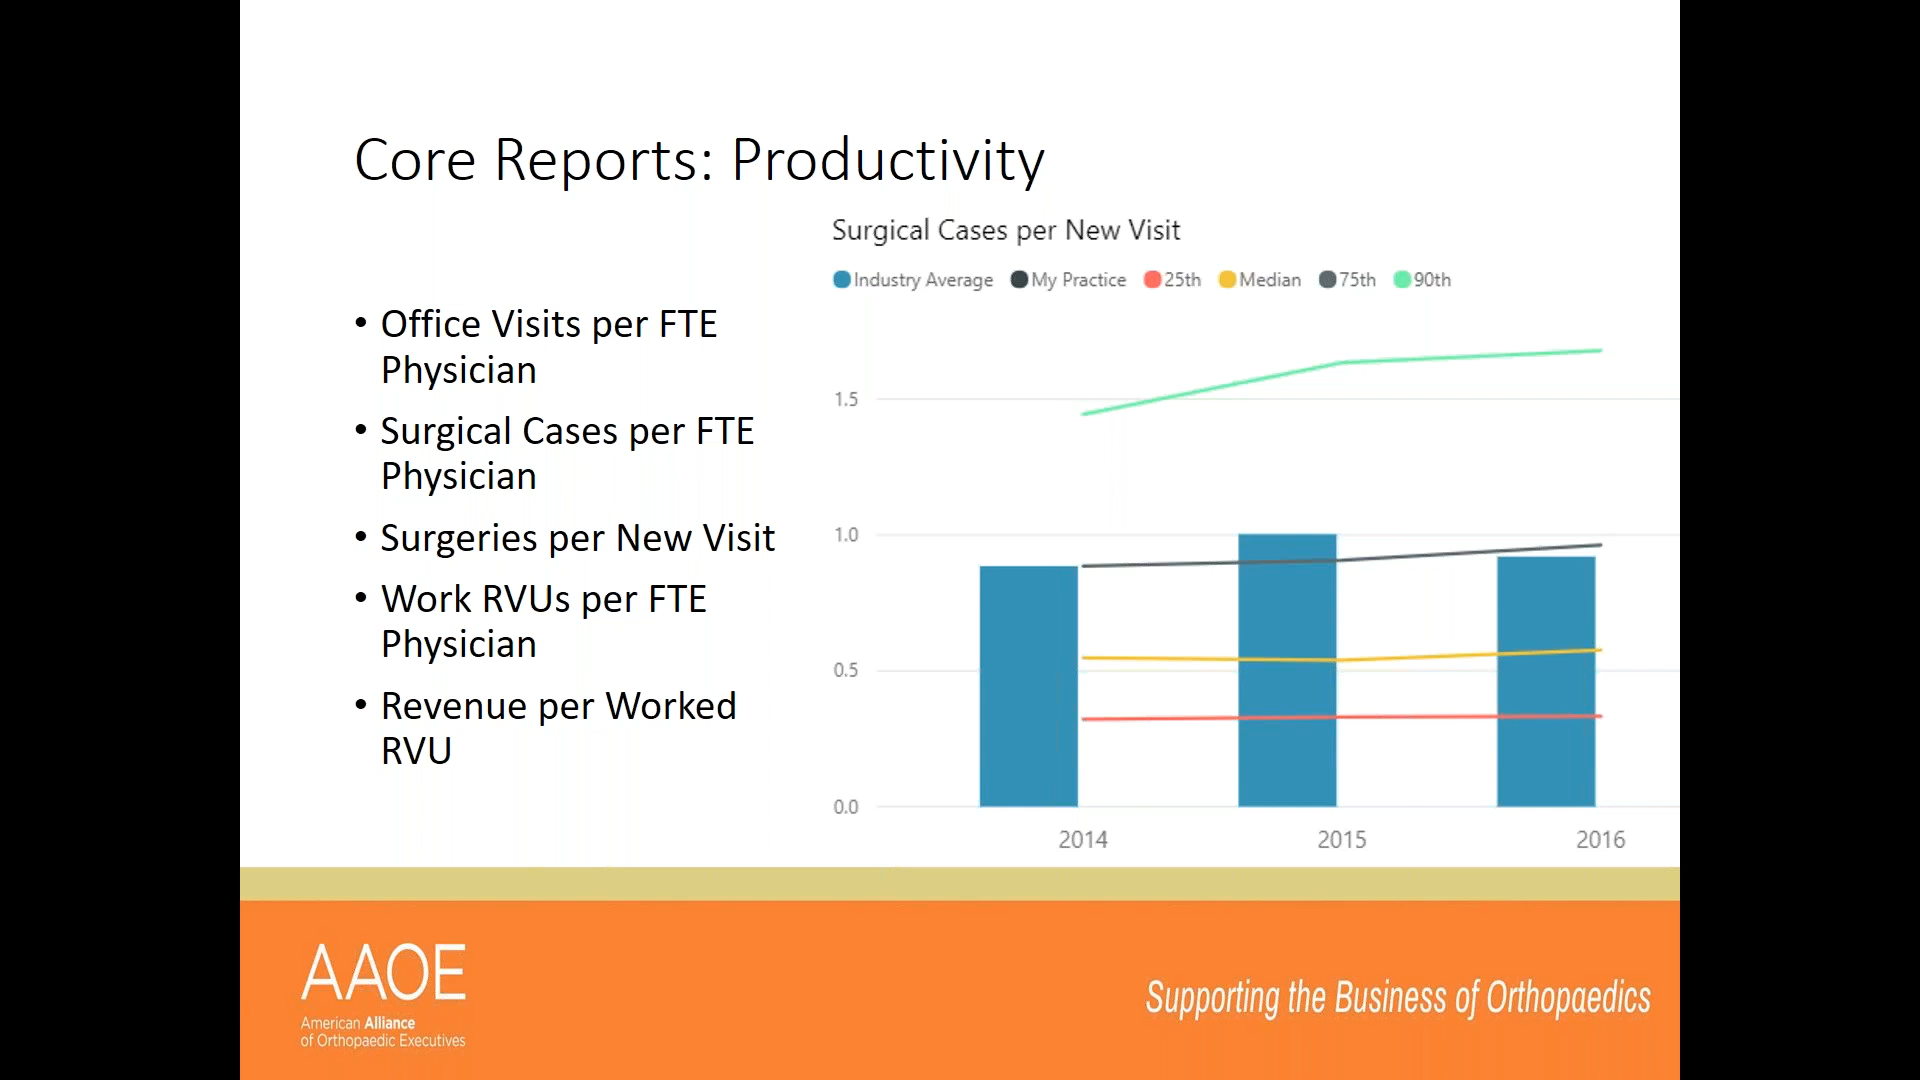 Core Reports: Productivity
• Office Visits per FTE
Physician
• Surgical Cases per FTE
Physician
• Surgeries per New Visit
• Work RVUs per FTE
Physician
• Revenue per Worked
RVU
Surgical Cases per New Visit
Industry Average My Practice 25th Median 75th 90th
1.5
1.0
0.5
0.0
2014 2015 2016
AAOE
American Alliance
of Orthopaedic Executives
Supporting the Business of Orthopaedics